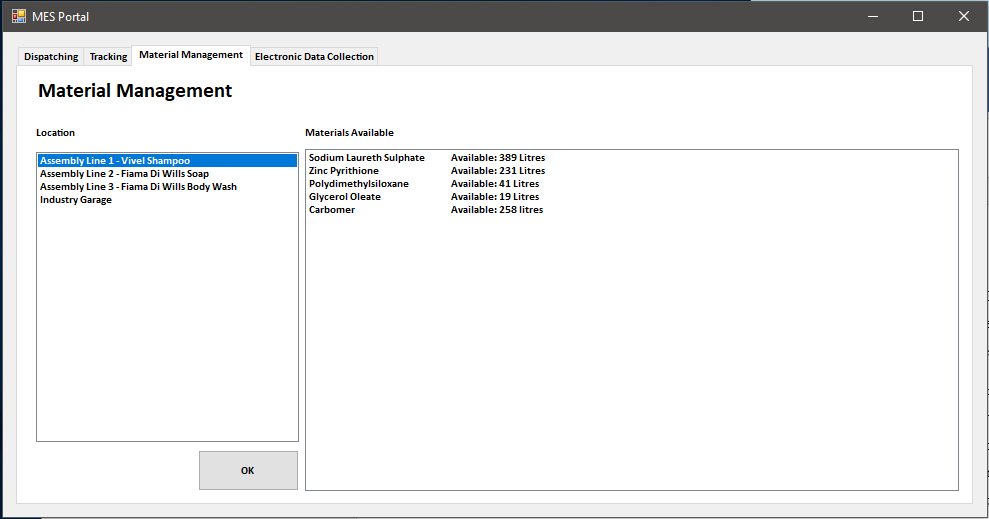 MES Portal
Dispatching Tracking Material Management Electronic Data Collection
Material Management
Location
Assembly Line 1 - Vivel Shampoo
Assembly Line 2 - Fiama Di Wills Soap
Assembly Line 3 - Fiama Di Wills Body Wash
Industry Garage
OK
Materials Available
Sodium Laureth Sulphate Available: 389 Litres
Zinc Pyrithione Available: 231 Litres
Polydimethylsiloxane Available: 41 Litres
Glycerol Oleate Available: 19 Litres
Carbomer Available: 258 litres